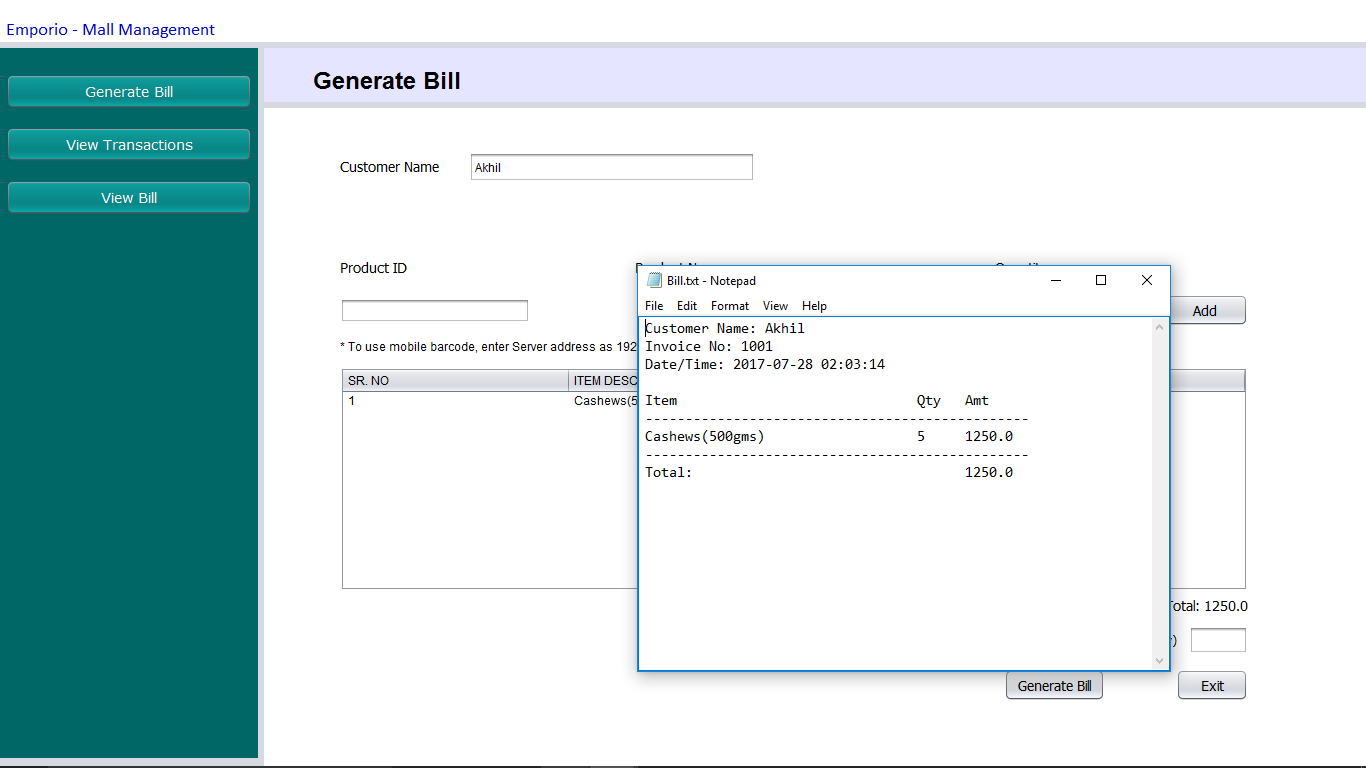 Emporio - Mall Management
Generate Bill
View Transactions
View Bill
Generate Bill
Customer Name Akhil
Product ID
Add
* To use mobile barcode, enter Server address as 192
SR. NO ITEM DESC
1 Cashews(5
Total: 1250.0
Generate Bill Exit
Bill.txt - Notepad
File Edit Format View Help
Customer Name: Akhil
Invoice No: 1001
Date/Time: 2017-07-28 02:03:14
Item Qty Amt
------------------------------------------------
Cashews(500gms) 5 1250.0
------------------------------------------------
Total: 1250.0